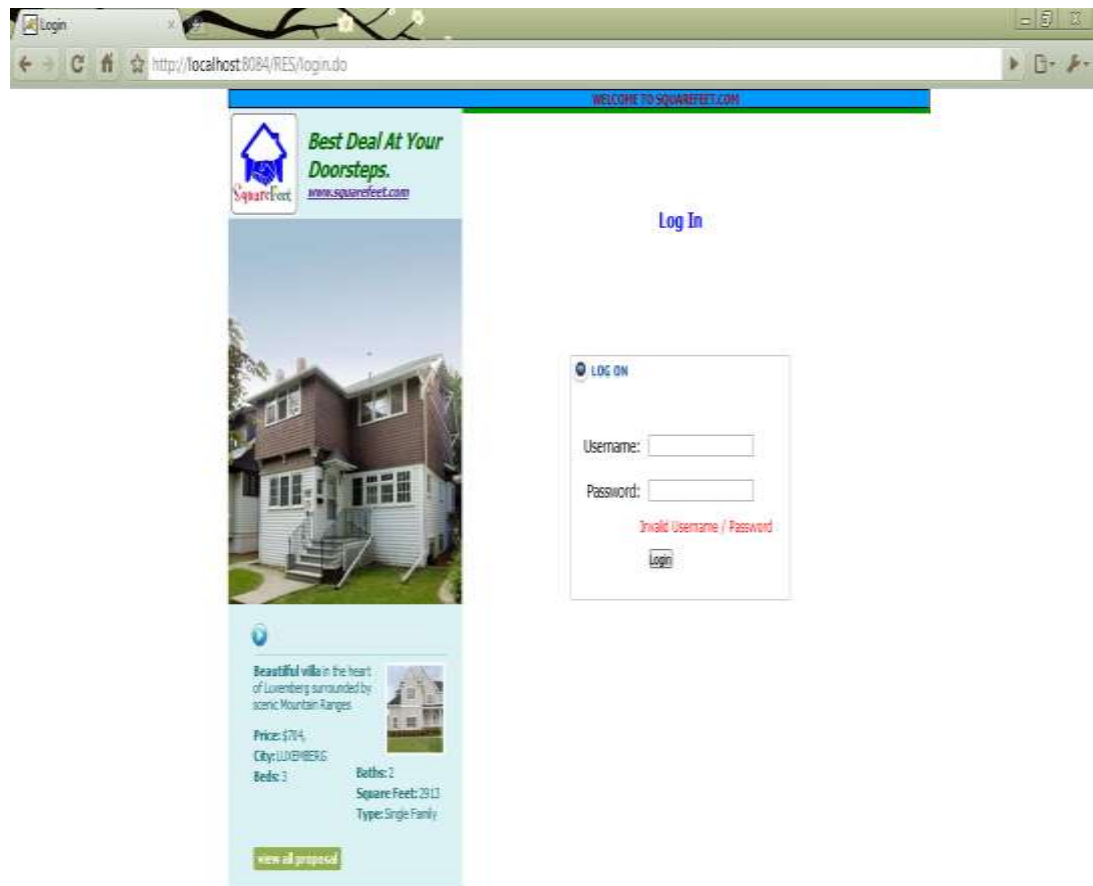 Login
http://localhost:8084/RES/login.do
WELCOME TO SQUAREFEET.COM
SquareFeet
Best Deal At Your
Doorsteps.
www.squarefeet.com
Log In
LOG ON
Username:
Password:
Invalid Username / Password
Login
Beautiful villa in the heart
of Luxemberg surrounded by
scenic Mountain Ranges
Price: $704,
City: LUXEMBERG
Beds: 3
Baths: 2
Square Feet: 2913
Type: Single Family
view all proposal